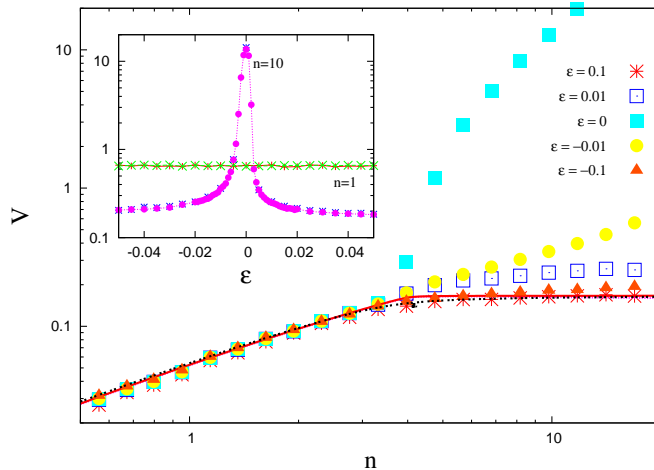 10
1
0.1
V
1
10
n
10
1
0.1
-0.04
-0.02
0
0.02
0.04
ε
n=10
n=1
ε = 0.1
ε = 0.01
ε = 0
ε = −0.01
ε = −0.1